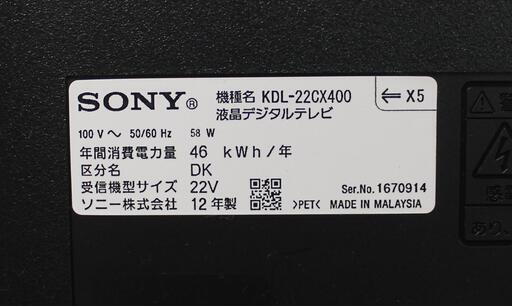 SONY® 機種名 KDL-22CX400
液晶デジタルテレビ
⇐ X5
100 V ～ 50/60 Hz 58 W
年間消費電力量 46 kWh/年
区分名 DK
受信機型サイズ 22V
ソニー株式会社 12年製
Ser.No.1670914
>PET< MADE IN MALAYSIA